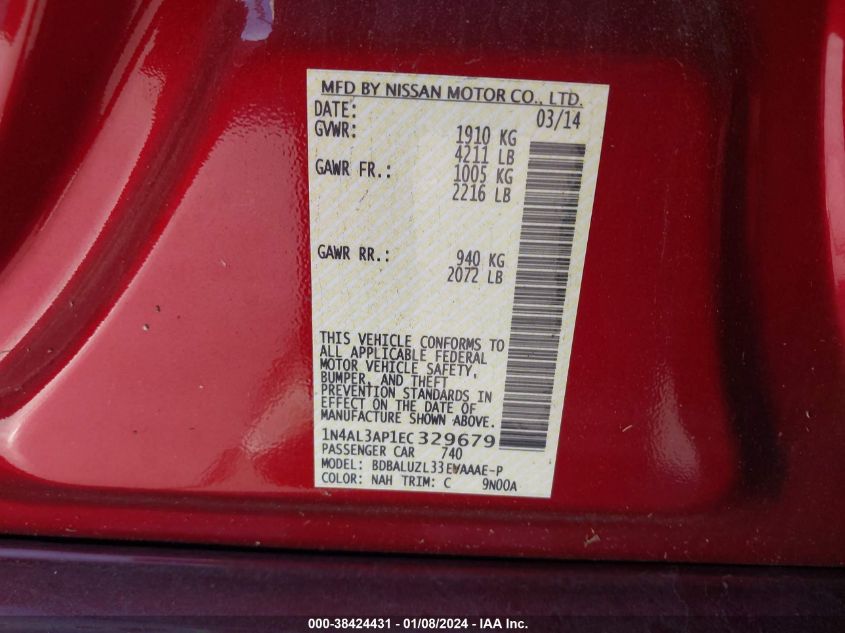 MFD BY NISSAN MOTOR CO., LTD.
DATE: 03/14
GVWR: 1910 KG
4211 LB
GAWR FR.: 1005 KG
2216 LB
GAWR RR.: 940 KG
2072 LB
THIS VEHICLE CONFORMS TO
ALL APPLICABLE FEDERAL
MOTOR VEHICLE SAFETY,
BUMPER, AND THEFT
PREVENTION STANDARDS IN
EFFECT ON THE DATE OF
MANUFACTURE SHOWN ABOVE.
1N4AL3AP1EC329679
PASSENGER CAR 740
MODEL: BDBALUZL33EWAAAE-P
COLOR: NAH TRIM: C 9N00A
000-38424431 - 01/08/2024 - IAA Inc.